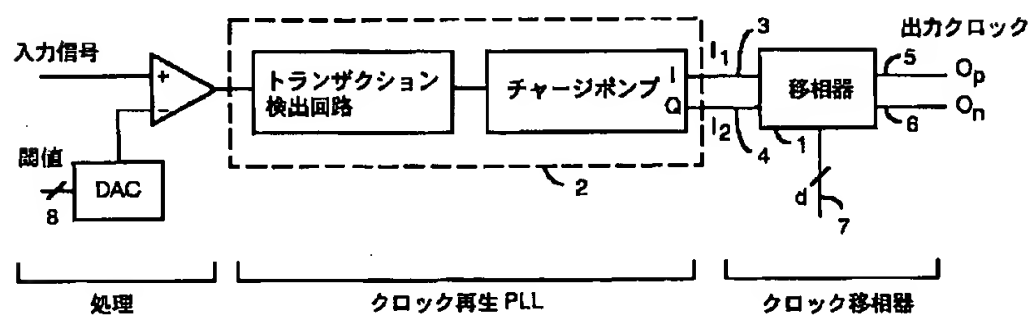 出力クロック
入力信号
+
−
トランザクション
検出回路
チャージポンプ
I
Q
I1
I2
3
4
移相器
1
5
6
Op
On
閾値
8
DAC
2
d
7
処理
クロック再生 PLL
クロック移相器